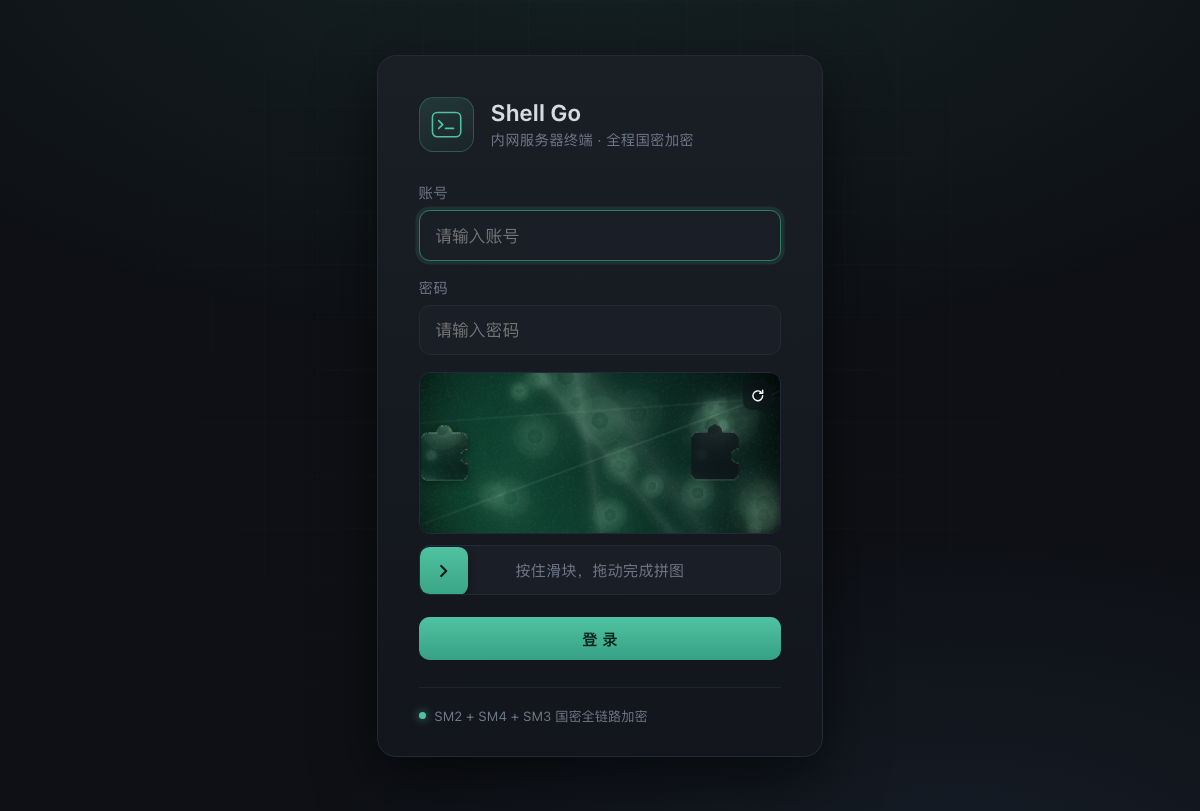 Shell Go
内网服务器终端 · 全程国密加密
账号
请输入账号
密码
请输入密码
按住滑块，拖动完成拼图
登 录
SM2 + SM4 + SM3 国密全链路加密